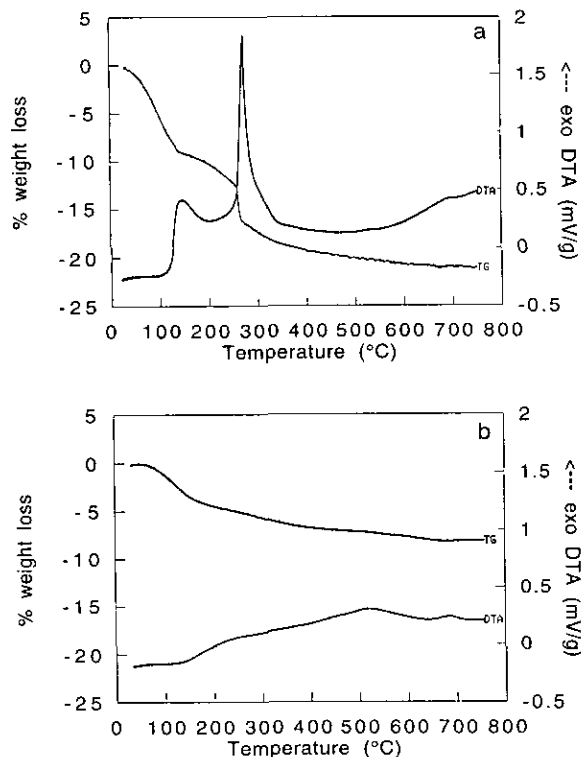 a
5
0
-5
-10
-15
-20
-25
% weight loss
2
1.5
1
0.5
0
-0.5
<--- exo DTA (mV/g)
DTA
TG
0 100 200 300 400 500 600 700 800
Temperature (°C)
b
5
0
-5
-10
-15
-20
-25
% weight loss
2
1.5
1
0.5
0
-0.5
<--- exo DTA (mV/g)
TG
DTA
0 100 200 300 400 500 600 700 800
Temperature (°C)